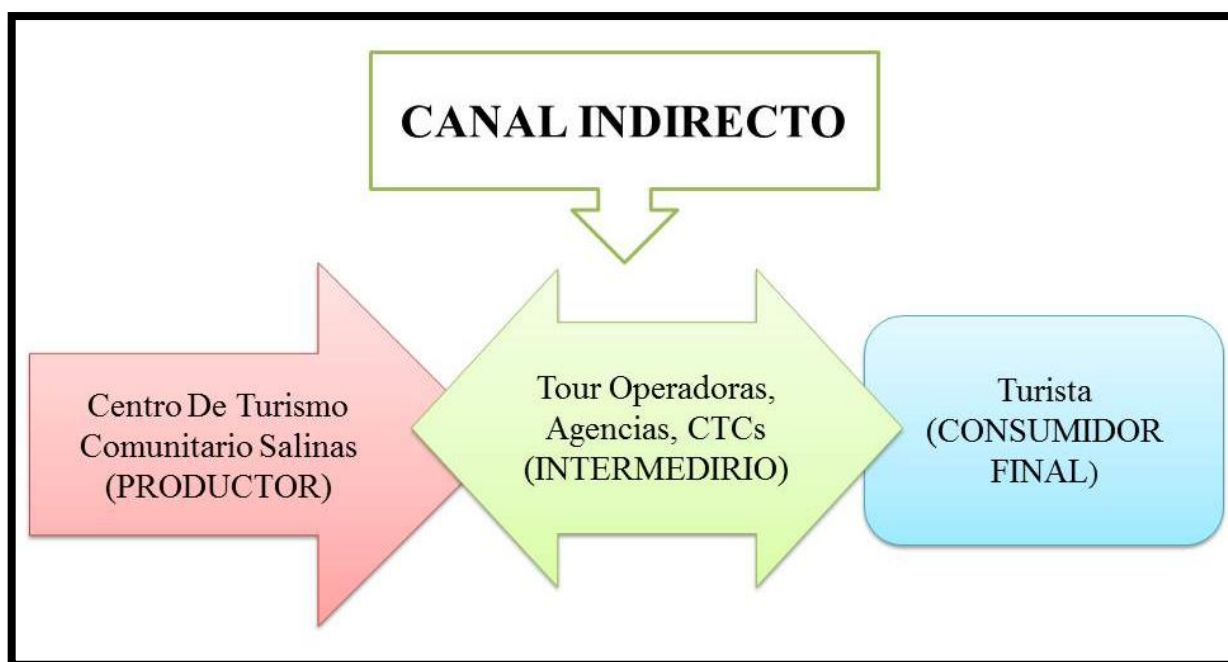 CANAL INDIRECTO
Centro De Turismo
Comunitario Salinas
(PRODUCTOR)
Tour Operadoras,
Agencias, CTCs
(INTERMEDIRIO)
Turista
(CONSUMIDOR
FINAL)